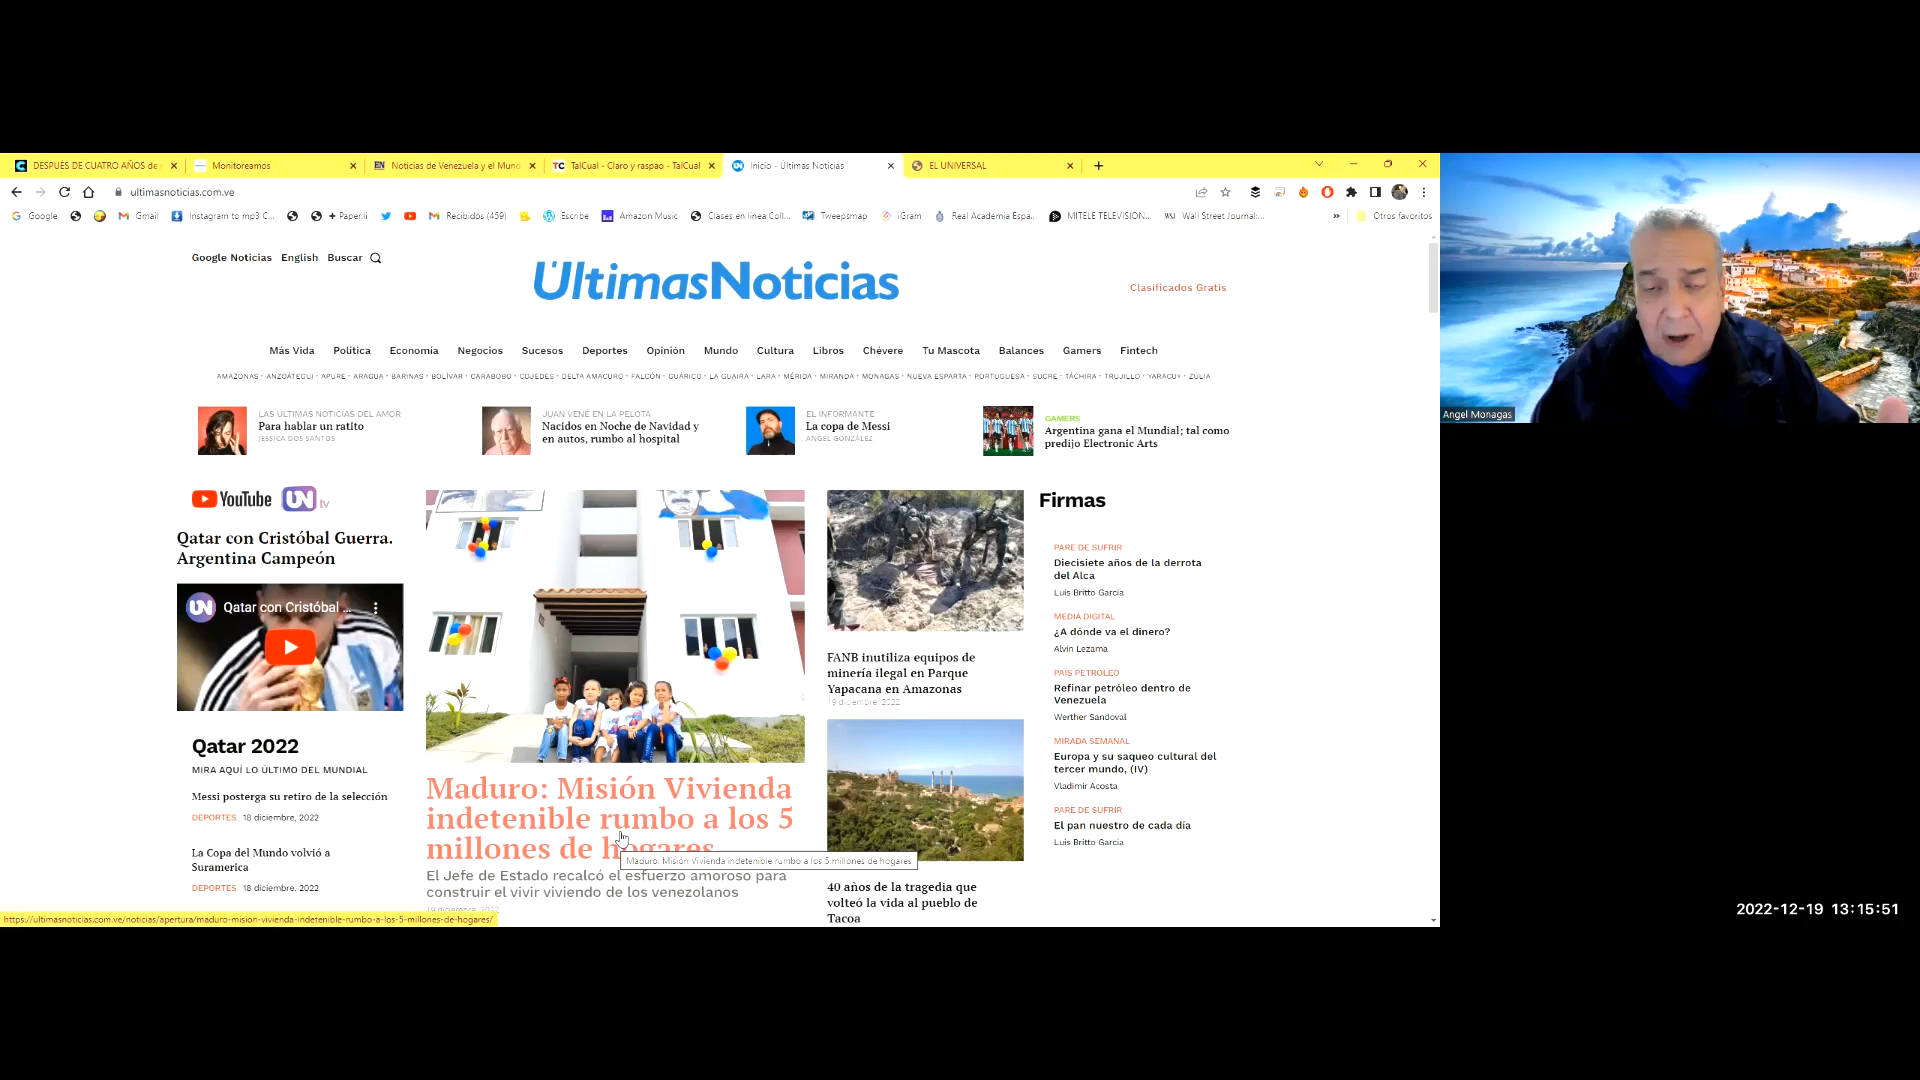 DESPUÉS DE CUATRO AÑOS de
Monitoreamos
Noticias de Venezuela y el Mund
TalCual - Claro y raspao - TalCual
Inicio - Últimas Noticias
EL UNIVERSAL
ultimasnoticias.com.ve
Google
Gmail
Instagram to mp3 C...
+ Paper.li
Recibidos (459)
Escribe
Amazon Music
Clases en línea Coll...
Tweepsmap
iGram
Real Academia Espa...
MITELE TELEVISION...
Wall Street Journal:...
»
Otros favoritos
Google Noticias English Buscar
ÚltimasNoticias
Clasificados Gratis
Más Vida Política Economía Negocios Sucesos Deportes Opinión Mundo Cultura Libros Chévere Tu Mascota Balances Gamers Fintech
AMAZONAS · ANZOÁTEGUI · APURE · ARAGUA · BARINAS · BOLÍVAR · CARABOBO · COJEDES · DELTA AMACURO · FALCÓN · GUÁRICO · LA GUAIRA · LARA · MÉRIDA · MIRANDA · MONAGAS · NUEVA ESPARTA · PORTUGUESA · SUCRE · TÁCHIRA · TRUJILLO · YARACUY · ZULIA
LAS ULTIMAS NOTICIAS DEL AMOR
Para hablar un ratito
JESSICA DOS SANTOS
JUAN VENÉ EN LA PELOTA
Nacidos en Noche de Navidad y
en autos, rumbo al hospital
EL INFORMANTE
La copa de Messi
ANGEL GONZÁLEZ
GAMERS
Argentina gana el Mundial; tal como
predijo Electronic Arts
YouTube UN tv
Qatar con Cristóbal Guerra.
Argentina Campeón
UN Qatar con Cristóbal ...
Qatar 2022
MIRA AQUÍ LO ÚLTIMO DEL MUNDIAL
Messi posterga su retiro de la selección
DEPORTES 18 diciembre, 2022
La Copa del Mundo volvió a
Suramerica
DEPORTES 18 diciembre, 2022
Maduro: Misión Vivienda
indetenible rumbo a los 5
millones de hogares
Maduro: Misión Vivienda indetenible rumbo a los 5 millones de hogares
El Jefe de Estado recalcó el esfuerzo amoroso para
construir el vivir viviendo de los venezolanos
19 diciembre, 2022
FANB inutiliza equipos de
minería ilegal en Parque
Yapacana en Amazonas
19 diciembre, 2022
40 años de la tragedia que
volteó la vida al pueblo de
Tacoa
Firmas
PARE DE SUFRIR
Diecisiete años de la derrota
del Alca
Luis Britto García
MEDIA DIGITAL
¿A dónde va el dinero?
Alvin Lezama
PAÍS PETRÓLEO
Refinar petróleo dentro de
Venezuela
Werther Sandoval
MIRADA SEMANAL
Europa y su saqueo cultural del
tercer mundo, (IV)
Vladimir Acosta
PARE DE SUFRIR
El pan nuestro de cada día
Luis Britto García
https://ultimasnoticias.com.ve/noticias/apertura/maduro-mision-vivienda-indetenible-rumbo-a-los-5-millones-de-hogares/
Angel Monagas
2022-12-19 13:15:51